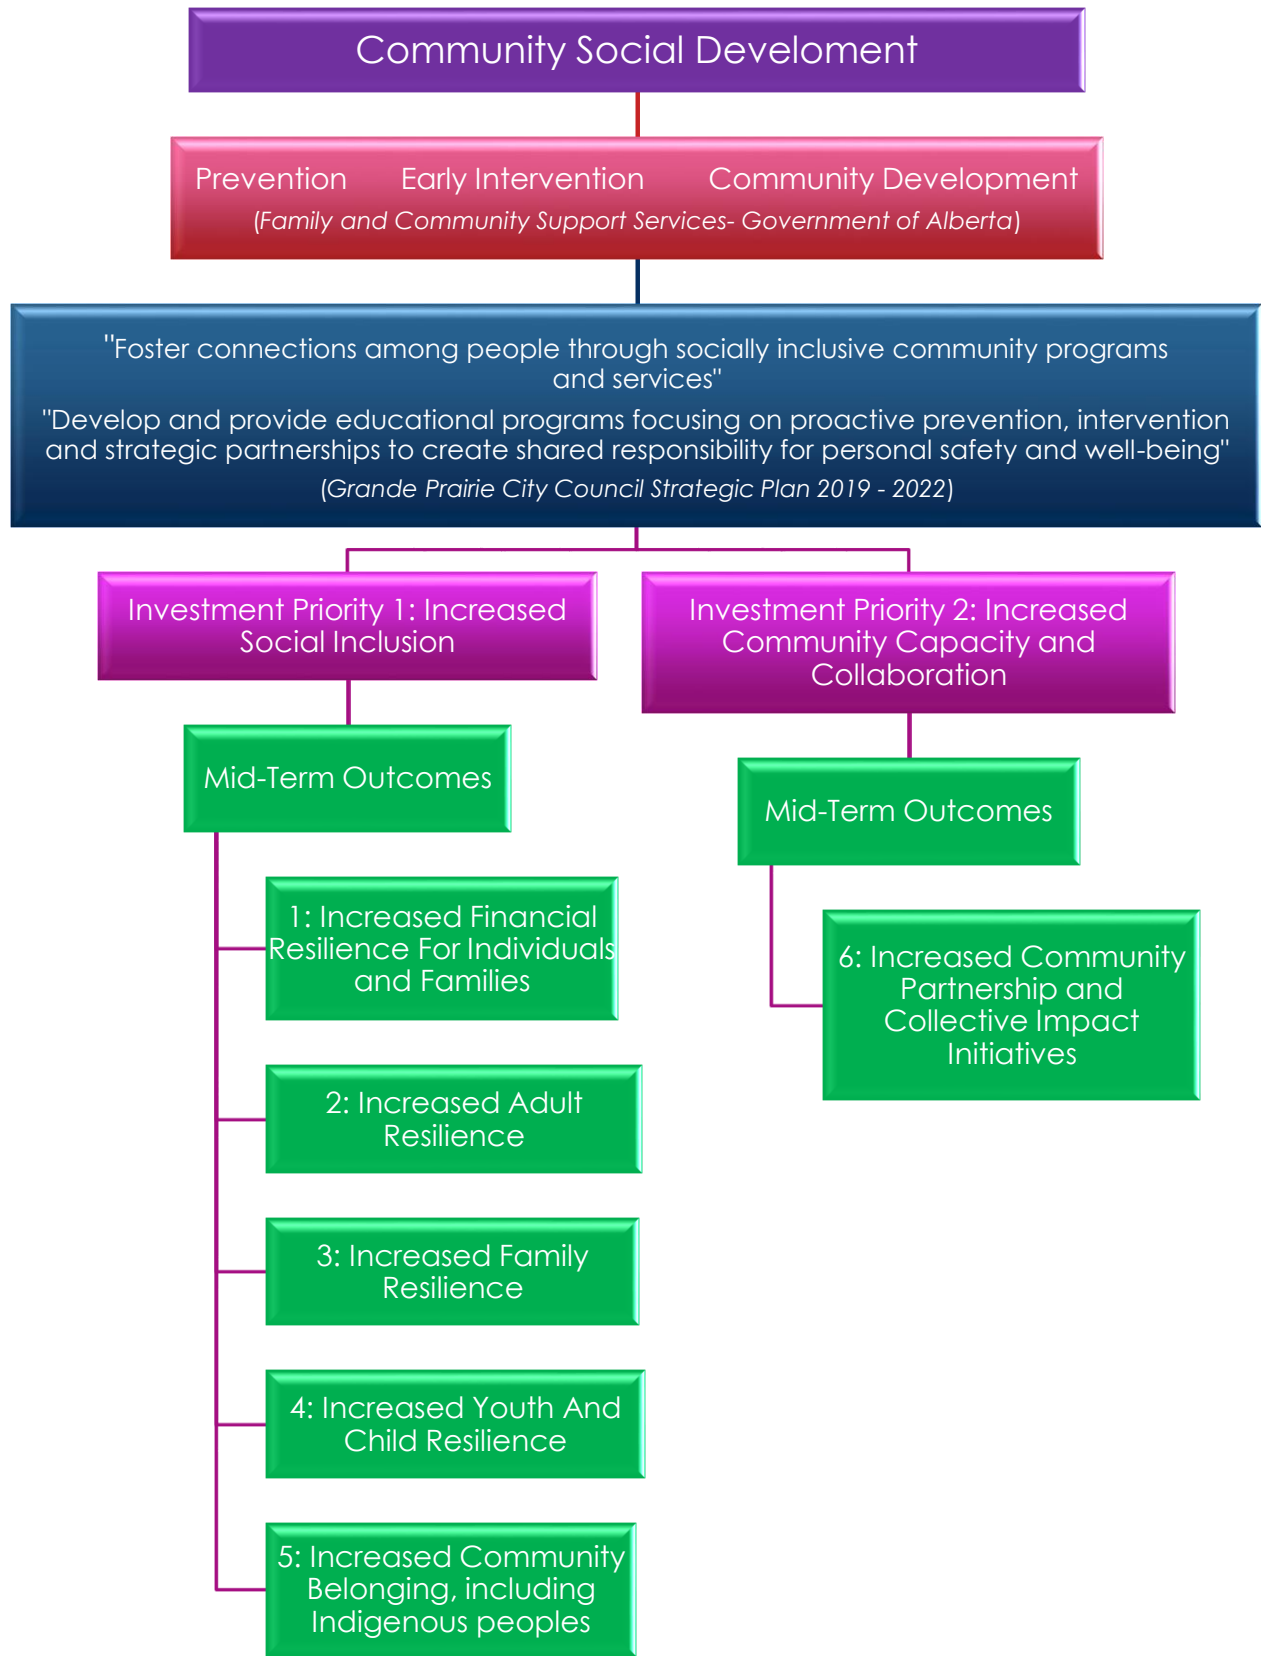 Community Social Develoment
Prevention Early Intervention Community Development
(Family and Community Support Services- Government of Alberta)
"Foster connections among people through socially inclusive community programs
and services"
"Develop and provide educational programs focusing on proactive prevention, intervention
and strategic partnerships to create shared responsibility for personal safety and well-being"
(Grande Prairie City Council Strategic Plan 2019 - 2022)
Investment Priority 1: Increased
Social Inclusion
Mid-Term Outcomes
1: Increased Financial
Resilience For Individuals
and Families
2: Increased Adult
Resilience
3: Increased Family
Resilience
4: Increased Youth And
Child Resilience
5: Increased Community
Belonging, including
Indigenous peoples
Investment Priority 2: Increased
Community Capacity and
Collaboration
Mid-Term Outcomes
6: Increased Community
Partnership and
Collective Impact
Initiatives